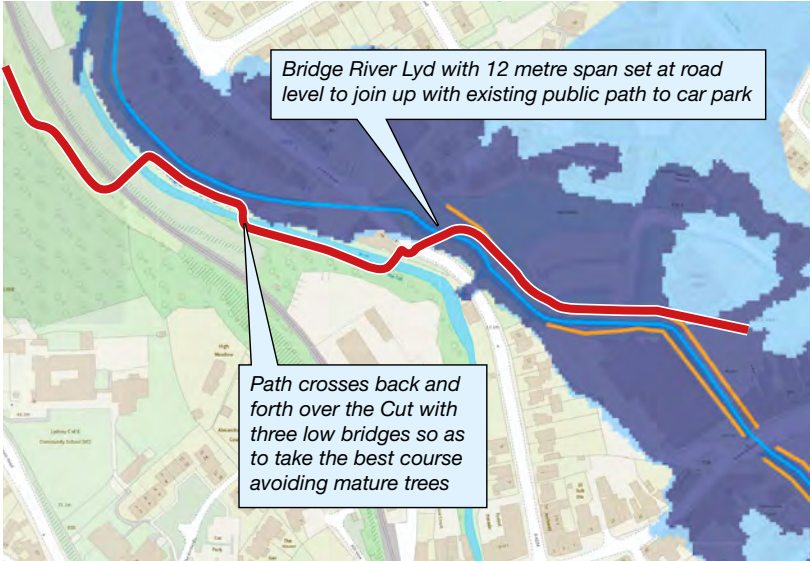 Bridge River Lyd with 12 metre span set at road
level to join up with existing public path to car park
Path crosses back and
forth over the Cut with
three low bridges so as
to take the best course
avoiding mature trees
High
Meadow
Community School
Car
Park